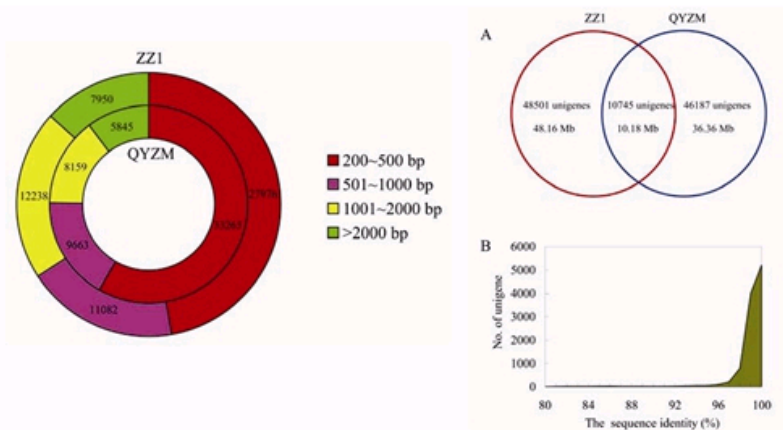 ZZ1
7950
5845
QYZM
8159
12238
27976
33265
9663
11082
200~500 bp
501~1000 bp
1001~2000 bp
>2000 bp
A
ZZ1 QYZM
48501 unigenes 10745 unigenes 46187 unigenes
48.16 Mb 10.18 Mb 36.36 Mb
B
6000
5000
4000
3000
2000
1000
0
No. of unigene
80 84 88 92 96 100
The sequence identity (%)